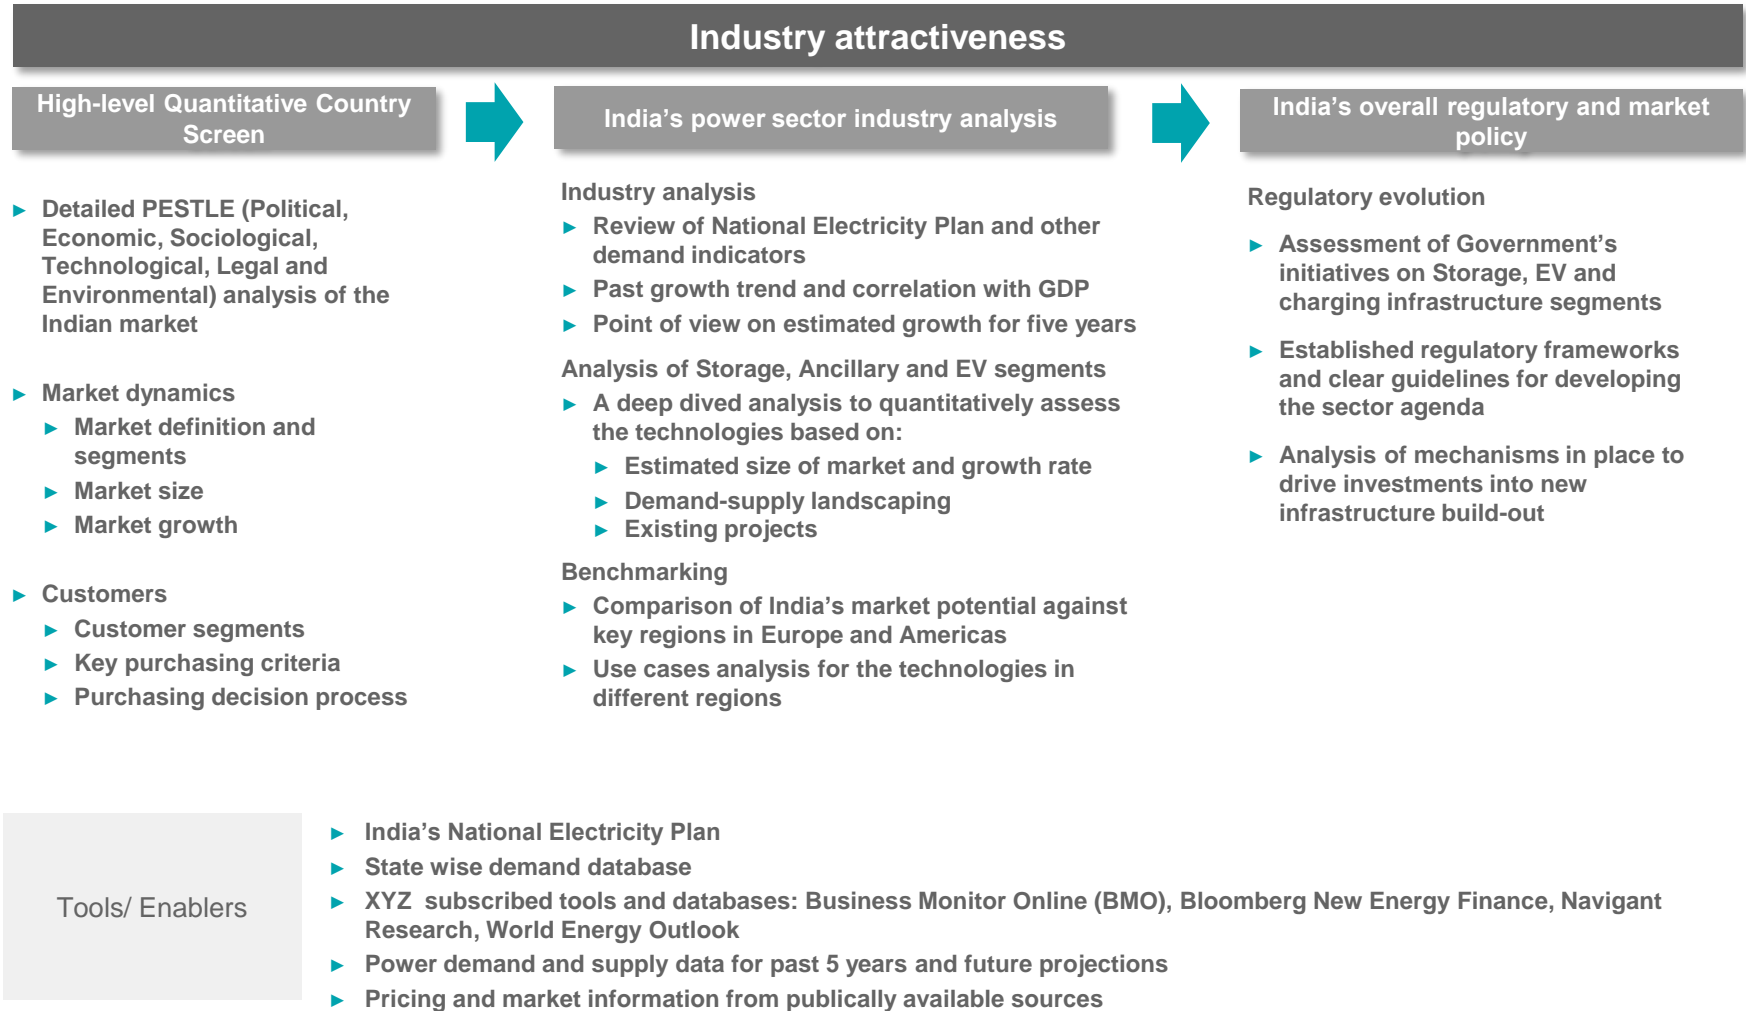 Industry attractiveness
High-level Quantitative Country
Screen
► Detailed PESTLE (Political,
Economic, Sociological,
Technological, Legal and
Environmental) analysis of the
Indian market
► Market dynamics
► Market definition and
segments
► Market size
► Market growth
► Customers
► Customer segments
► Key purchasing criteria
► Purchasing decision process
India’s power sector industry analysis
Industry analysis
► Review of National Electricity Plan and other
demand indicators
► Past growth trend and correlation with GDP
► Point of view on estimated growth for five years
Analysis of Storage, Ancillary and EV segments
► A deep dived analysis to quantitatively assess
the technologies based on:
► Estimated size of market and growth rate
► Demand-supply landscaping
► Existing projects
Benchmarking
► Comparison of India’s market potential against
key regions in Europe and Americas
► Use cases analysis for the technologies in
different regions
India’s overall regulatory and market
policy
Regulatory evolution
► Assessment of Government’s
initiatives on Storage, EV and
charging infrastructure segments
► Established regulatory frameworks
and clear guidelines for developing
the sector agenda
► Analysis of mechanisms in place to
drive investments into new
infrastructure build-out
Tools/ Enablers
► India’s National Electricity Plan
► State wise demand database
► XYZ subscribed tools and databases: Business Monitor Online (BMO), Bloomberg New Energy Finance, Navigant
Research, World Energy Outlook
► Power demand and supply data for past 5 years and future projections
► Pricing and market information from publically available sources